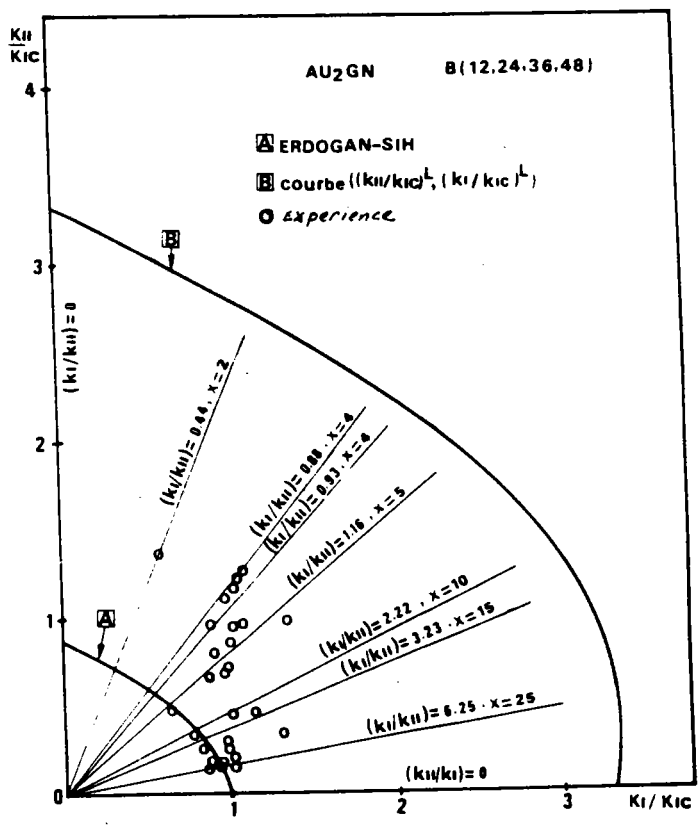 KII
KIC
AU2GN B(12,24,36,48)
4
A ERDOGAN-SIH
B courbe ((kII/kIC)^L, (kI/kIC)^L)
O Experience
B
3
(kI/kII)=0
(kI/kII)=0.44, x=2
2
(kI/kII)=0.88 · x=4
(kI/kII)=0.93 · x=4
(kI/kII)=1.16 · x=5
1
A
(kI/kII)=2.22, x=10
(kI/kII)=3.23 · x=15
(kI/kII)=6.25 · x=25
(kII/kI)=0
0
1
2
3
KI/KIC